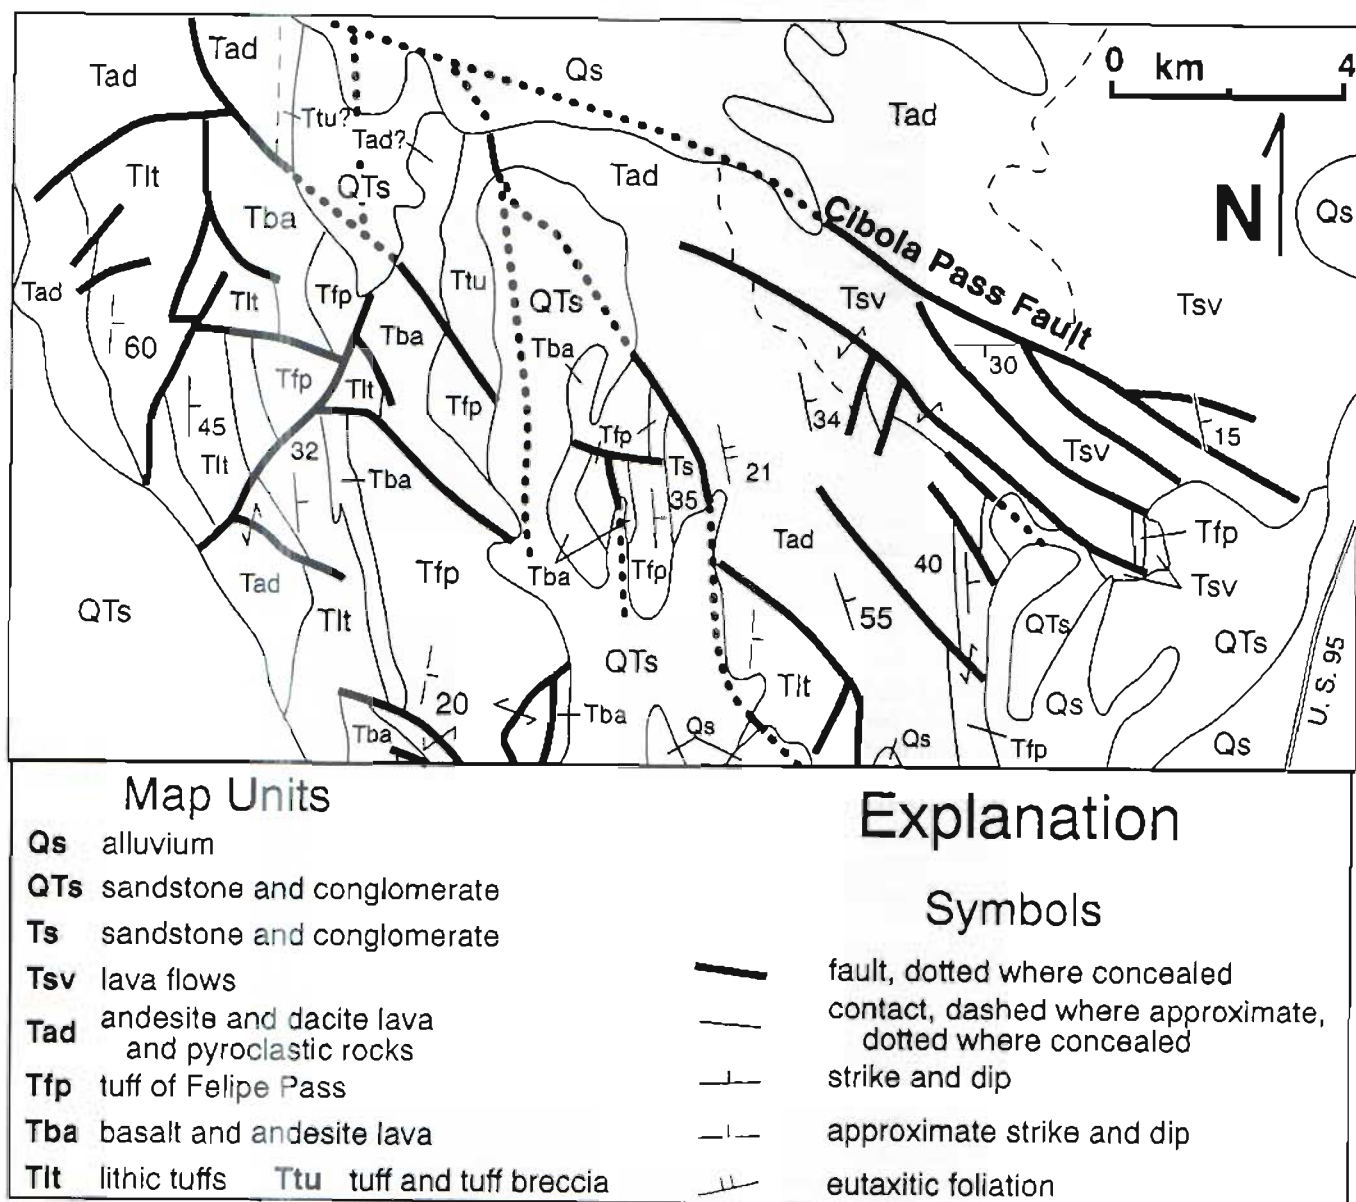 Tad
Tad
Qs
0 km 4
Ttu?
Tad?
Tad
Tlt
QTs
Tad
N
Qs
Tba
Cibola Pass Fault
Tad
Tlt
Tfp
Ttu
QTs
Tsv
Tsv
60
Tba
Tba
30
Tfp
Tlt
Tfp
34
45
Tfp
15
32
Tlt
Tba
Ts
21
Tsv
35
Tfp
Tad
40
Tad
Tfp
Tba
Tfp
Tsv
QTs
Tlt
55
QTs
QTs
QTs
20
Tlt
U. S. 95
Tba
Tba
Qs
Qs
Qs
Tfp
Qs
Map Units
Qs alluvium
QTs sandstone and conglomerate
Ts sandstone and conglomerate
Tsv lava flows
Tad andesite and dacite lava
and pyroclastic rocks
Tfp tuff of Felipe Pass
Tba basalt and andesite lava
Tlt lithic tuffs Ttu tuff and tuff breccia
Explanation
Symbols
fault, dotted where concealed
contact, dashed where approximate,
dotted where concealed
strike and dip
approximate strike and dip
eutaxitic foliation